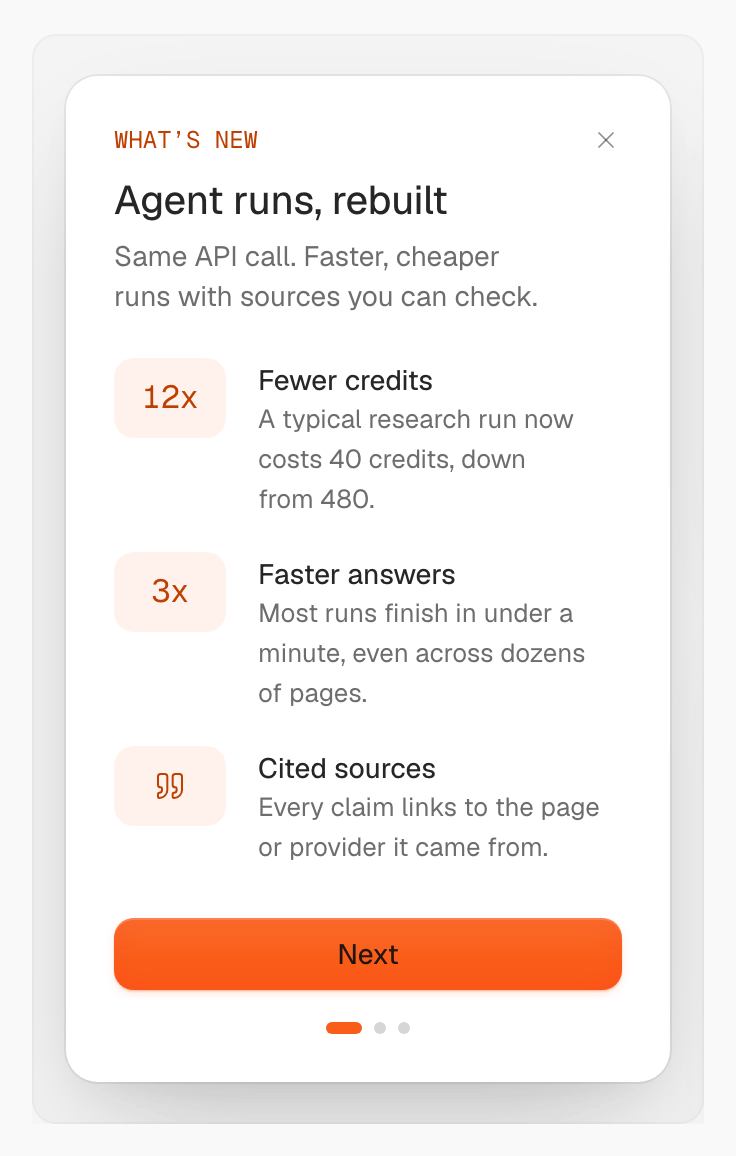 WHAT'S NEW
Agent runs, rebuilt
Same API call. Faster, cheaper
runs with sources you can check.
12x
Fewer credits
A typical research run now
costs 40 credits, down
from 480.
3x
Faster answers
Most runs finish in under a
minute, even across dozens
of pages.
Cited sources
Every claim links to the page
or provider it came from.
Next